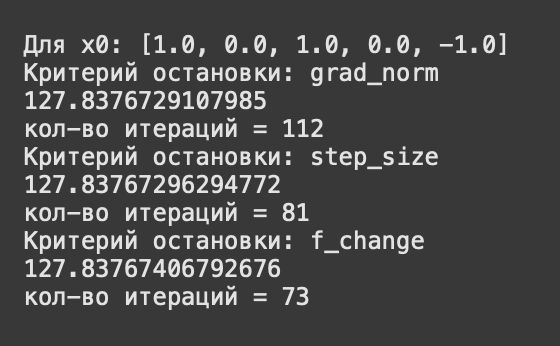 Для x0: [1.0, 0.0, 1.0, 0.0, -1.0]
Критерий остановки: grad_norm
127.8376729107985
кол-во итераций = 112
Критерий остановки: step_size
127.83767296294772
кол-во итераций = 81
Критерий остановки: f_change
127.83767406792676
кол-во итераций = 73